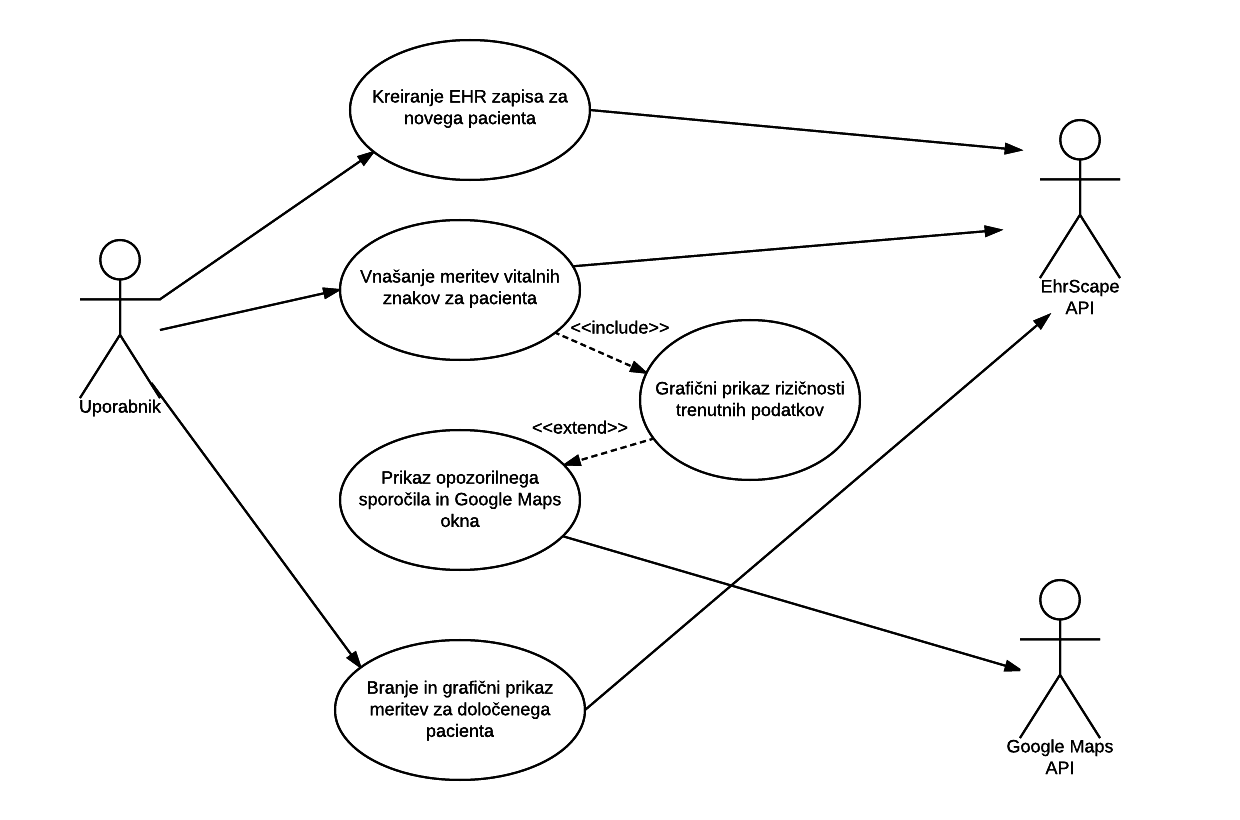 Kreiranje EHR zapisa za
novega pacienta
Vnašanje meritev vitalnih
znakov za pacienta
EhrScape
API
<<include>>
Grafični prikaz rizičnosti
trenutnih podatkov
Uporabnik
<<extend>>
Prikaz opozorilnega
sporočila in Google Maps
okna
Branje in grafični prikaz
meritev za določenega
pacienta
Google Maps
API